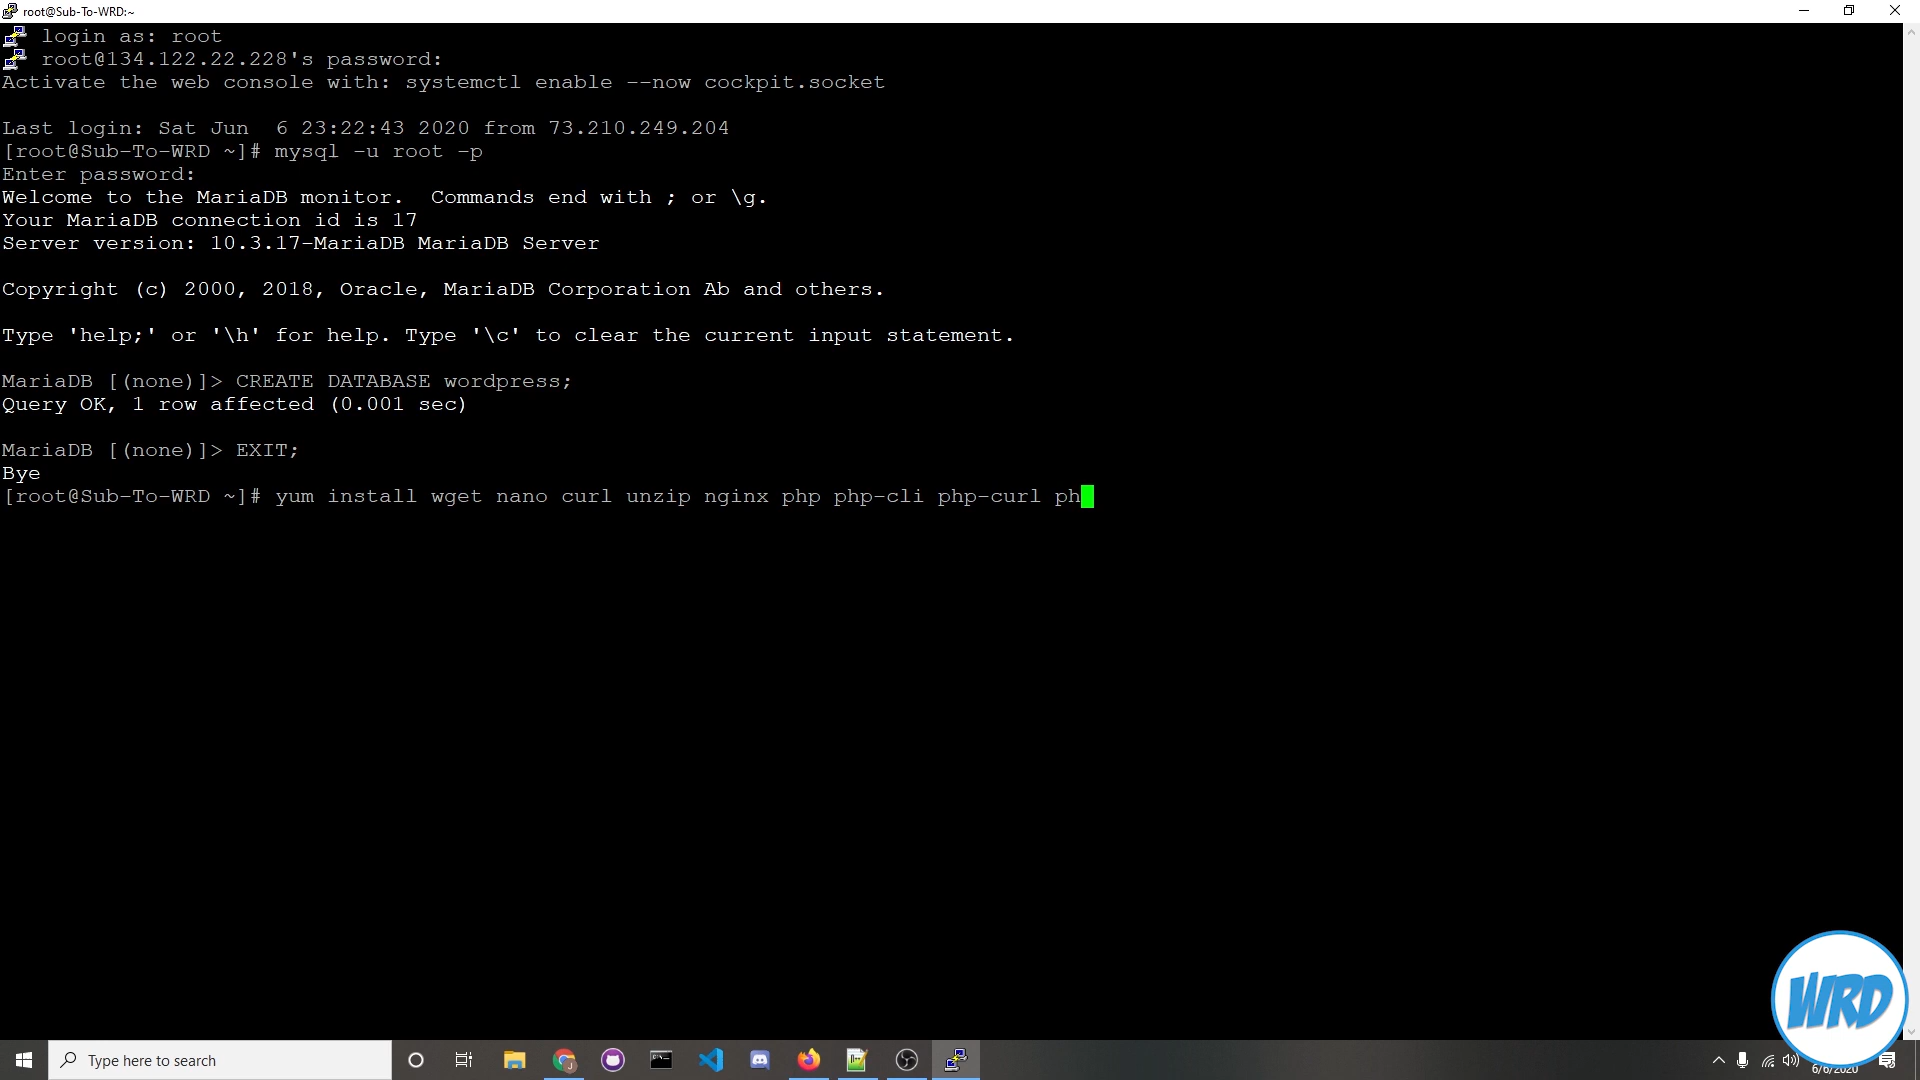 root@Sub-To-WRD:~
login as: root
root@134.122.22.228's password:
Activate the web console with: systemctl enable --now cockpit.socket
Last login: Sat Jun  6 23:22:43 2020 from 73.210.249.204
[root@Sub-To-WRD ~]# mysql -u root -p
Enter password:
Welcome to the MariaDB monitor.  Commands end with ; or \g.
Your MariaDB connection id is 17
Server version: 10.3.17-MariaDB MariaDB Server
Copyright (c) 2000, 2018, Oracle, MariaDB Corporation Ab and others.
Type 'help;' or '\h' for help. Type '\c' to clear the current input statement.
MariaDB [(none)]> CREATE DATABASE wordpress;
Query OK, 1 row affected (0.001 sec)
MariaDB [(none)]> EXIT;
Bye
[root@Sub-To-WRD ~]# yum install wget nano curl unzip nginx php php-cli php-curl ph
WRD
Type here to search
6/6/2020